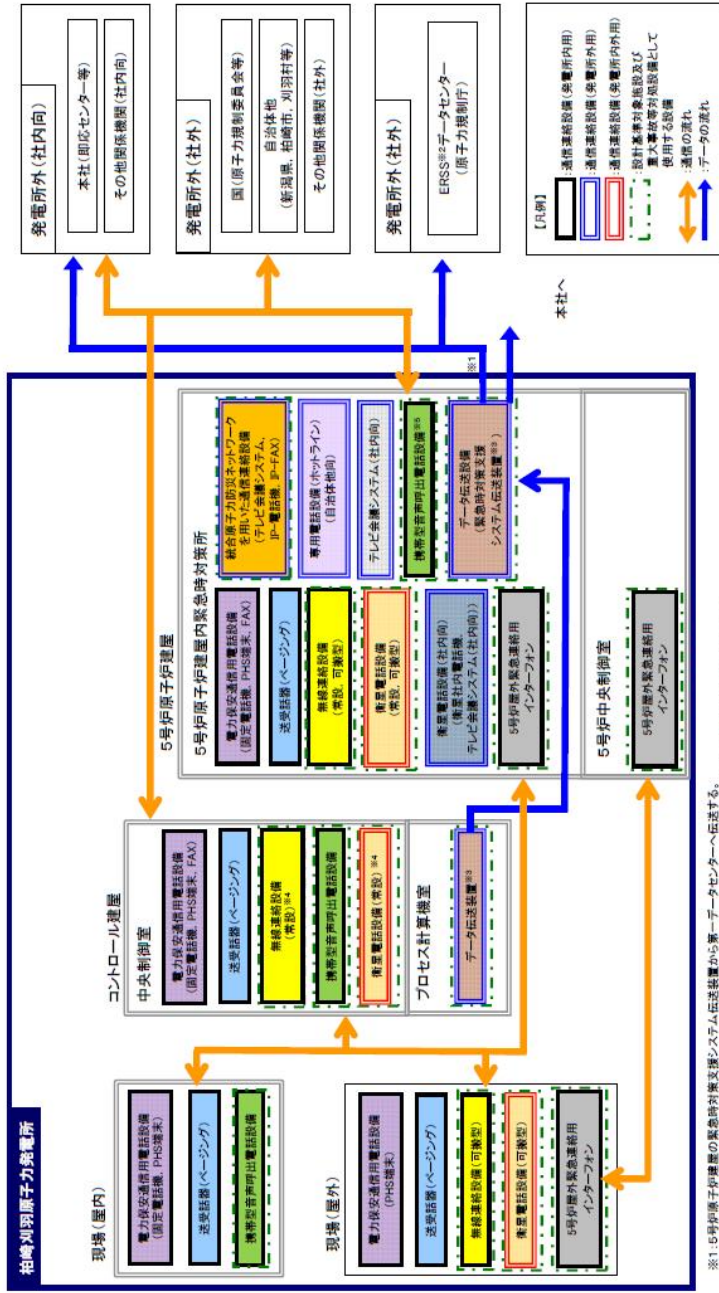 柏崎刈羽原子力発電所
現場(屋内)
電力保安通信用電話設備
(固定電話機、PHS端末)
送受話器(ページング)
携帯型音声呼出電話設備
現場(屋外)
電力保安通信用電話設備
(PHS端末)
送受話器(ページング)
無線連絡設備(可搬型)
衛星電話設備(可搬型)
5号炉屋外緊急連絡用
インターフォン
コントロール建屋
中央制御室
電力保安通信用電話設備
(固定電話機、PHS端末、FAX)
送受話器(ページング)
無線連絡設備
(常設)※4
携帯型音声呼出電話設備
衛星電話設備(常設)※4
プロセス計算機室
データ伝送装置※3
5号炉原子炉建屋
5号炉原子炉建屋内緊急時対策所
電力保安通信用電話設備
(固定電話機、PHS端末、FAX)
送受話器(ページング)
無線連絡設備
(常設、可搬型)
衛星電話設備
(常設、可搬型)
衛星電話設備(社内向)
(衛星社内電話機、
テレビ会議システム(社内向))
5号炉屋外緊急連絡用
インターフォン
統合原子力防災ネットワーク
を用いた通信連絡設備
(テレビ会議システム、
IP-電話機、IP-FAX)
専用電話設備(ホットライン)
(自治体他向)
テレビ会議システム(社内向)
携帯型音声呼出電話設備※5
データ伝送設備
(緊急時対策支援
システム伝送装置※3)
5号炉中央制御室
5号炉屋外緊急連絡用
インターフォン
※1
本社へ
発電所外(社内向)
本社(即応センター等)
その他関係機関(社内向)
発電所外(社外)
国(原子力規制委員会等)
自治体他
(新潟県、柏崎市、刈羽村等)
その他関係機関(社外)
発電所外(社外)
ERSS※2データセンター
(原子力規制庁)
【凡例】
:通信連絡設備(発電所内用)
:通信連絡設備(発電所外用)
:通信連絡設備(発電所内外用)
:設計基準対象施設及び
重大事故等対処設備として
使用する設備
:通信の流れ
:データの流れ
※1:5号炉原子炉建屋の緊急時対策支援システム伝送装置から第一データセンターへ伝送する。